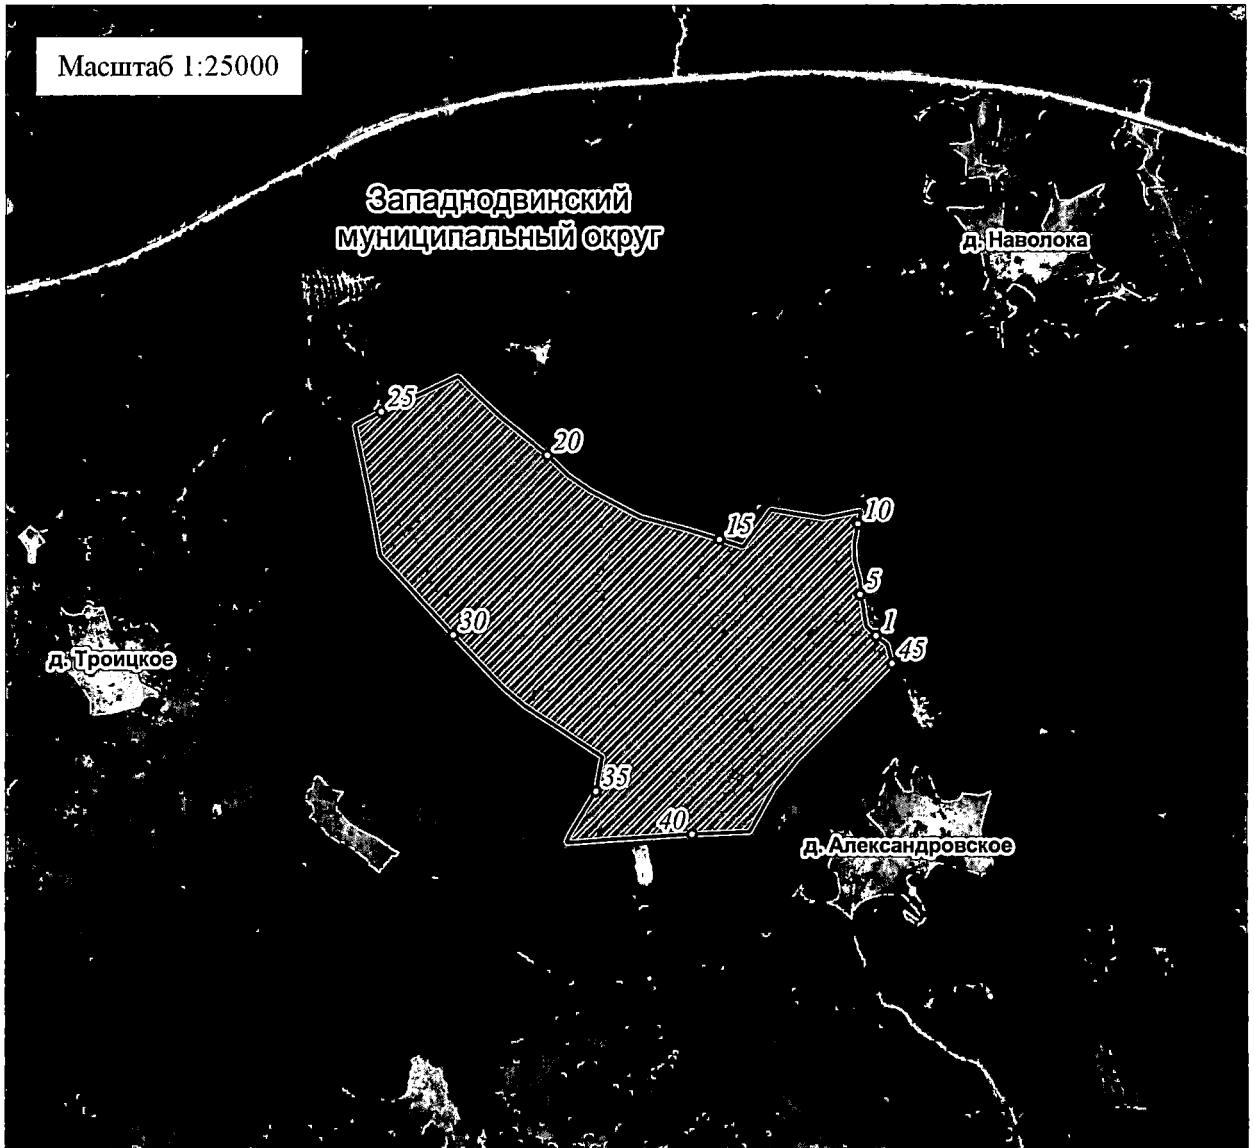 Масштаб 1:25000
Западнодвинский
муниципальный округ
д. Наволока
25
20
15
10
5
1
45
30
д. Троицкое
35
40
д. Александровское